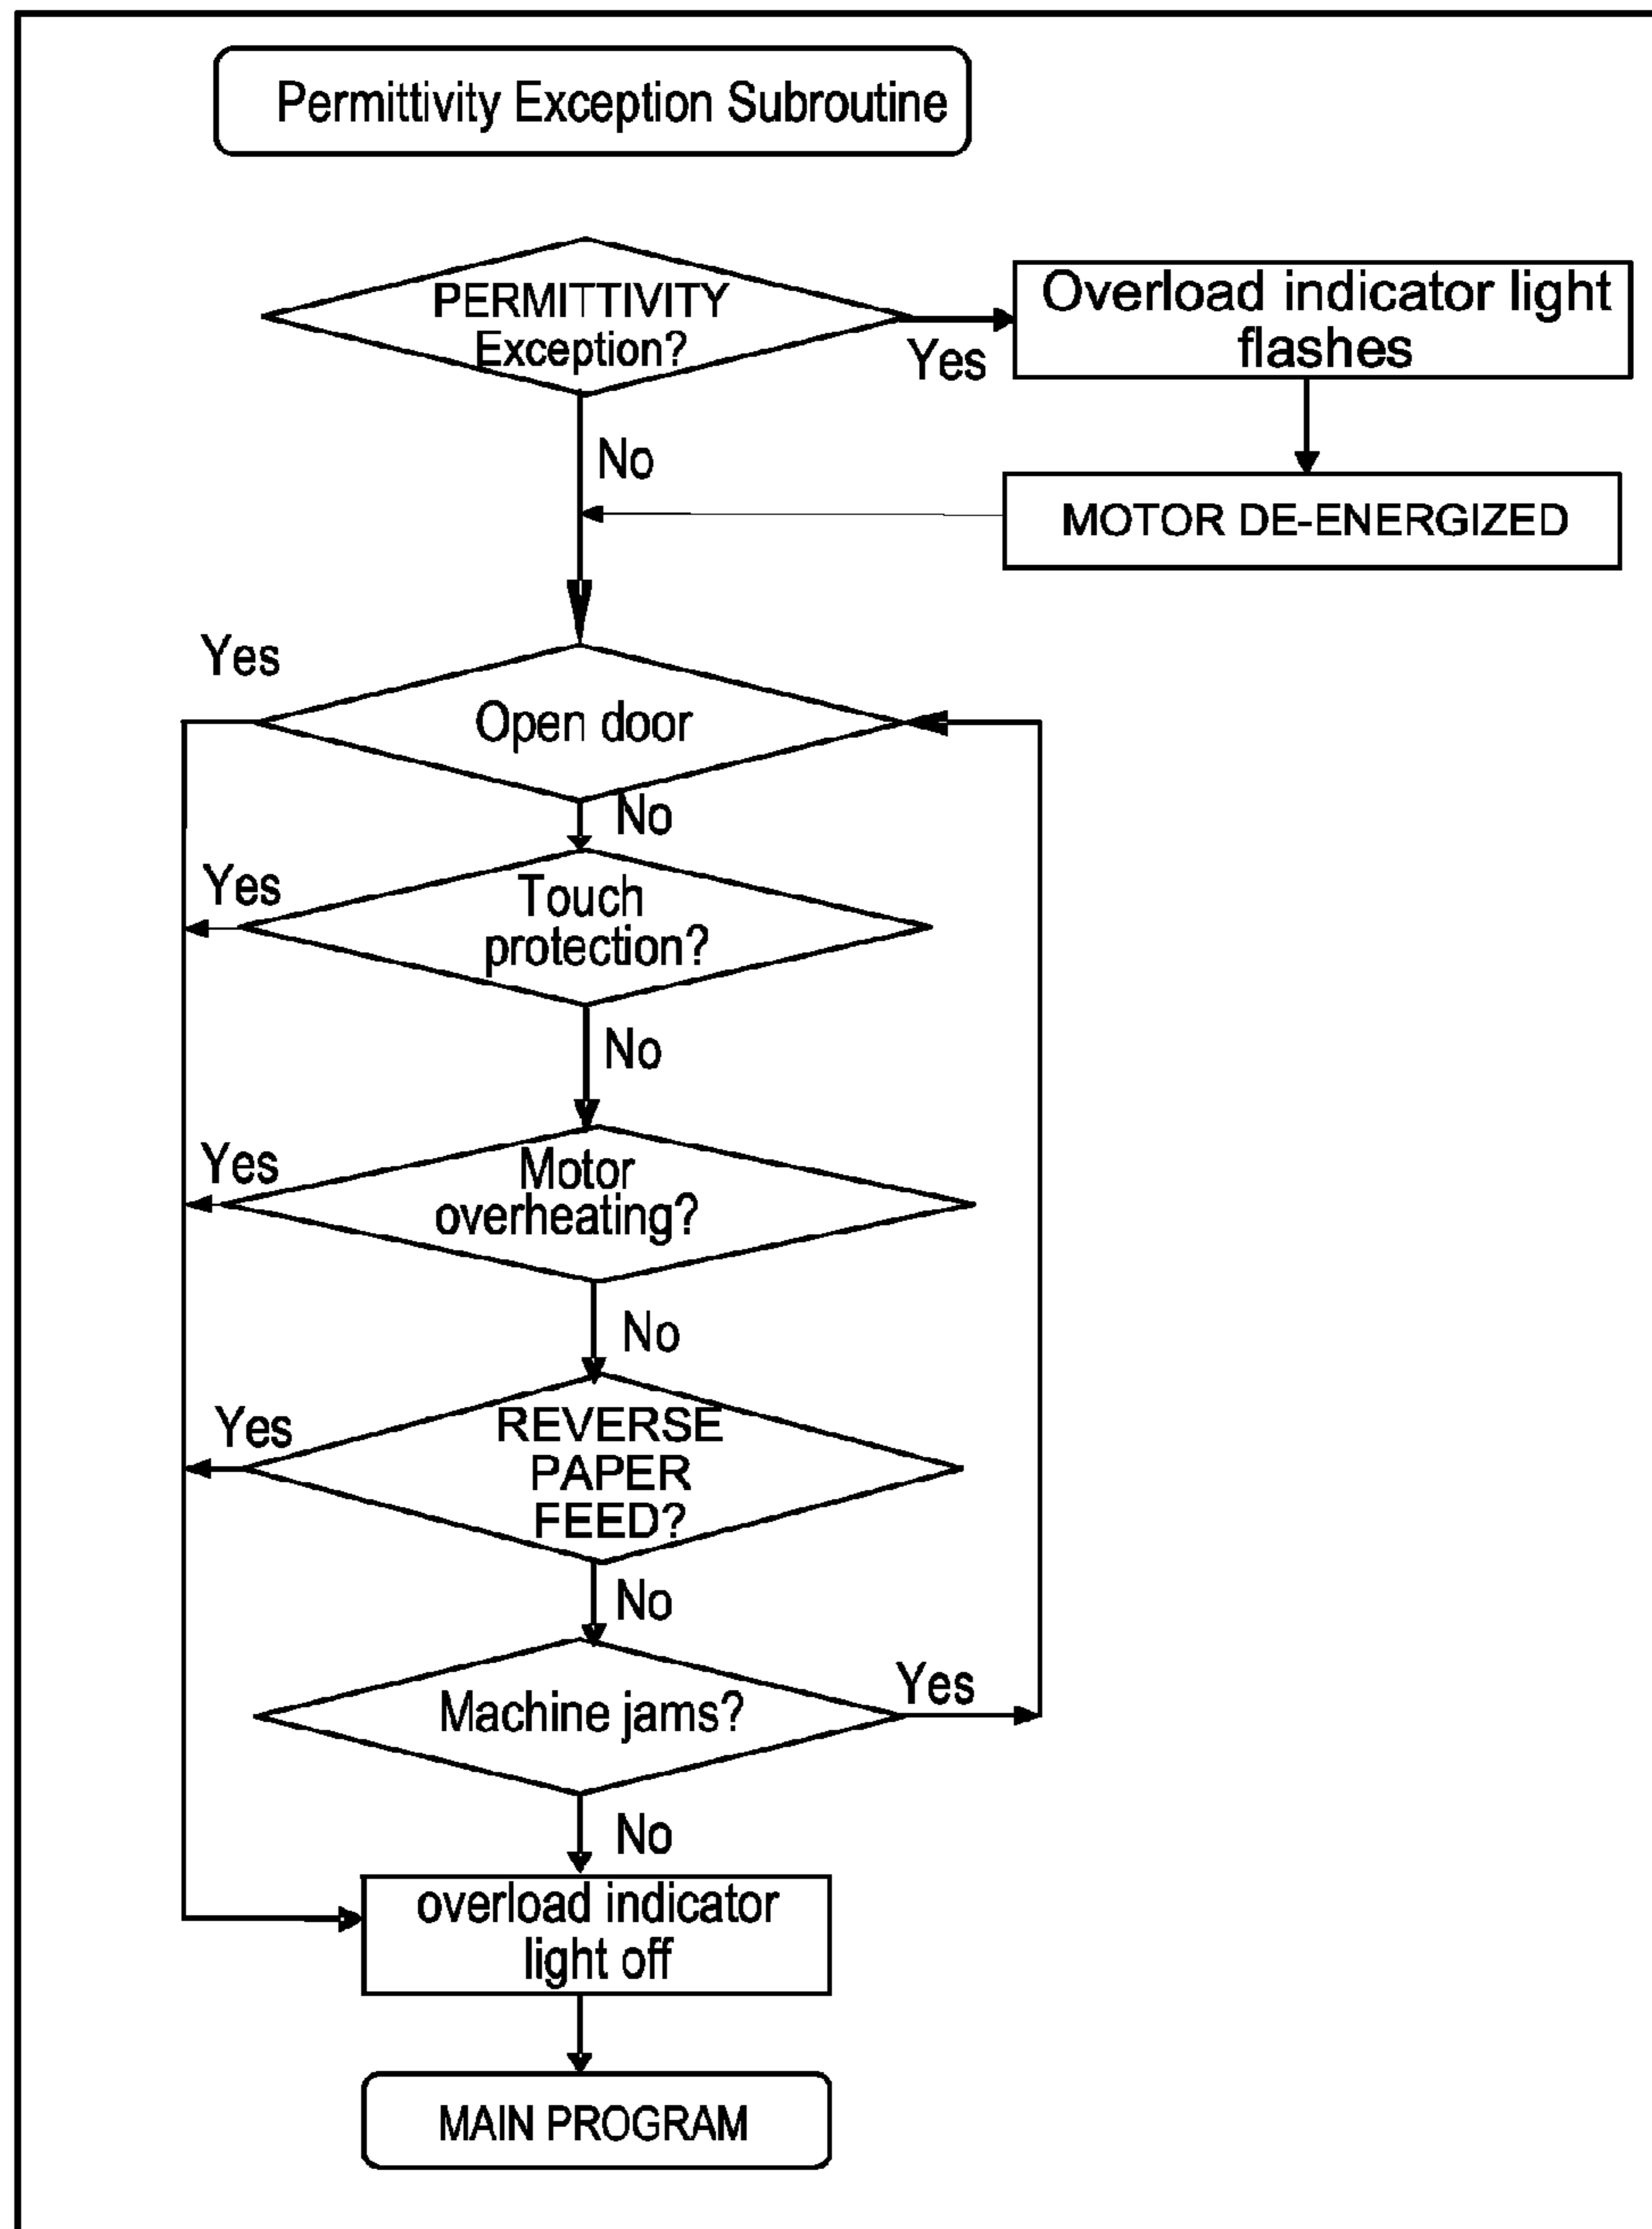 Permittivity Exception Subroutine
PERMITTIVITY
Exception?
Yes
Overload indicator light
flashes
No
MOTOR DE-ENERGIZED
Yes
Open door
No
Yes
Touch
protection?
No
Yes
Motor
overheating?
No
Yes
REVERSE
PAPER
FEED?
No
Machine jams?
Yes
No
overload indicator
light off
MAIN PROGRAM